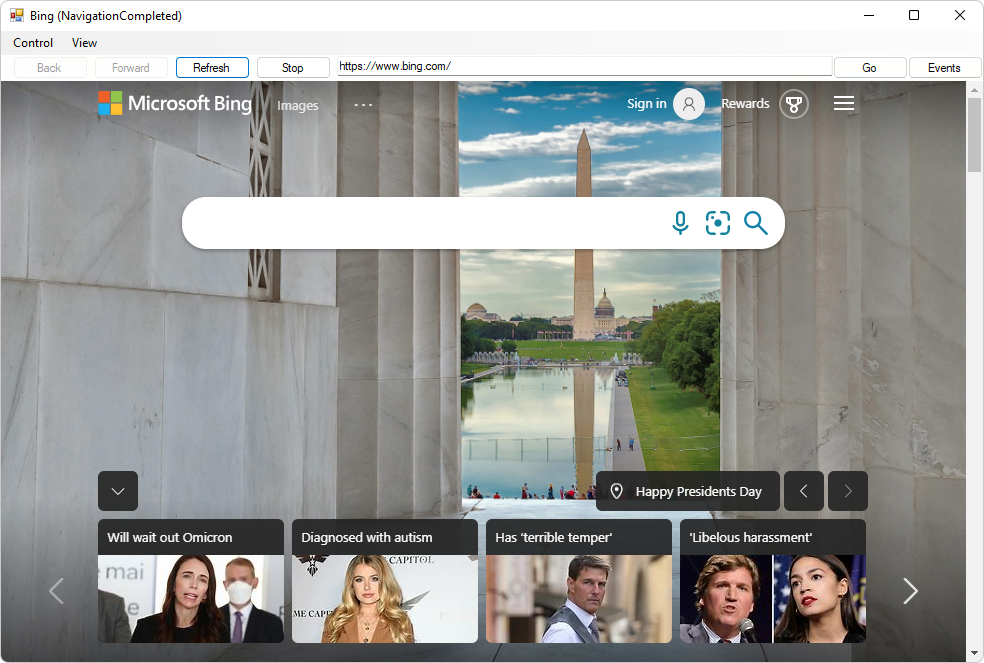 Bing (NavigationCompleted)
Control View
Back Forward Refresh Stop https://www.bing.com/ Go Events
Microsoft Bing Images ... Sign in Rewards
Happy Presidents Day
Will wait out Omicron
Diagnosed with autism
Has 'terrible temper'
'Libelous harassment'
mai
CAPITOL
ME CAPI